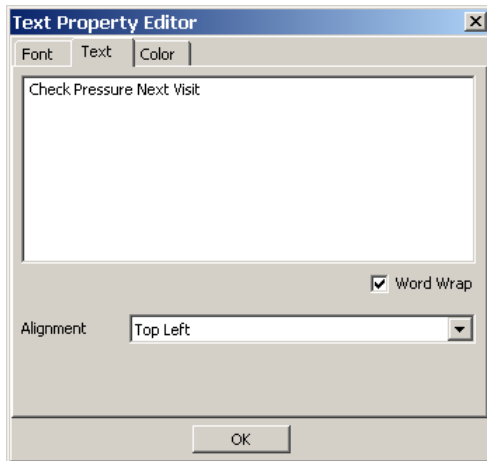 Text Property Editor
Font Text Color
Check Pressure Next Visit
Word Wrap
Alignment Top Left
OK